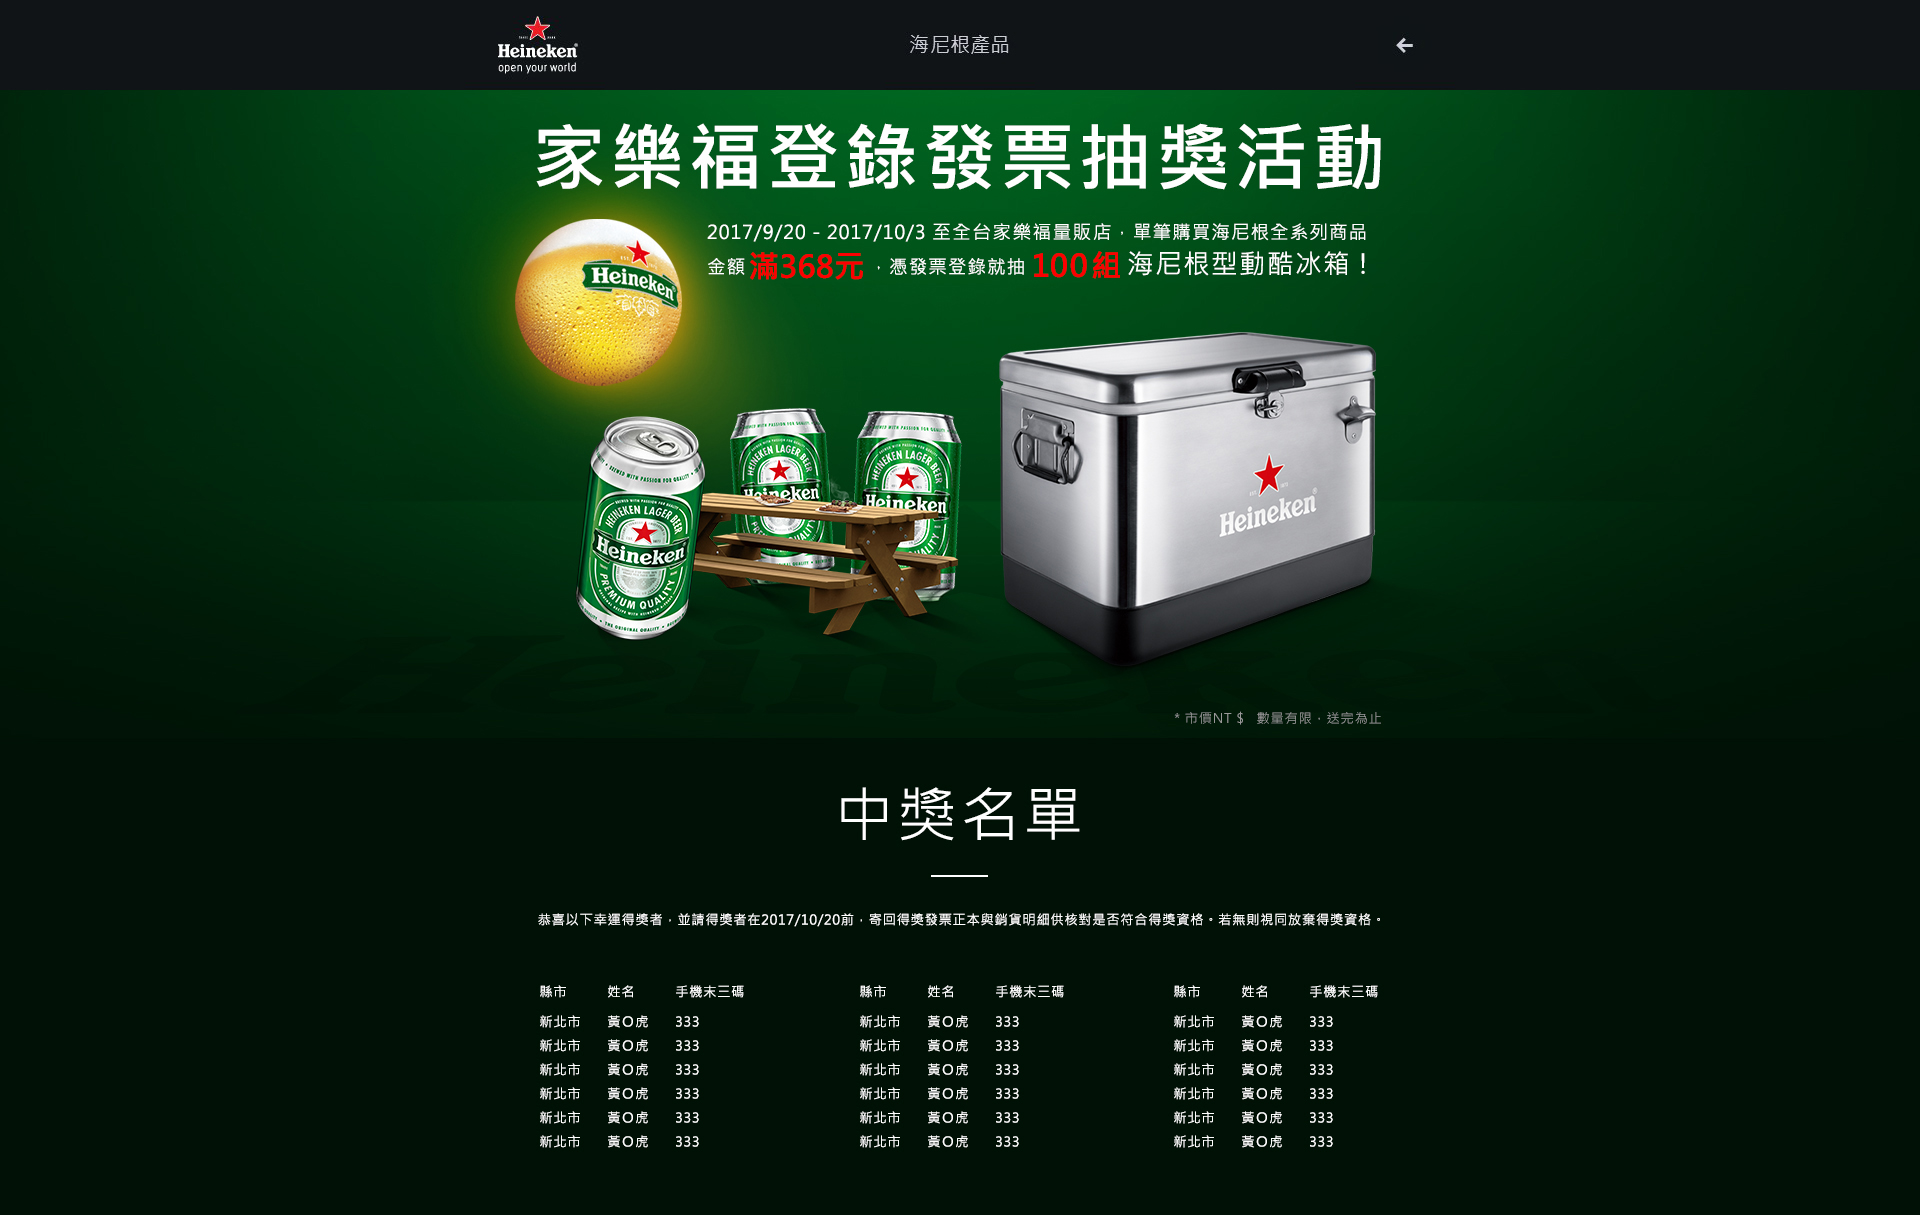 Heineken
open your world
海尼根產品
家樂福登錄發票抽獎活動
2017/9/20 - 2017/10/3 至全台家樂福量販店，單筆購買海尼根全系列商品
金額 滿368元 ，憑發票登錄就抽 100組 海尼根型動酷冰箱！
Heineken
HEINEKEN LAGER BEER
Heineken
PREMIUM QUALITY
HEINEKEN LAGER BEER
Heineken
HEINEKEN LAGER BEER
Heineken
Heineken
Heineken
* 市價NT $ 數量有限，送完為止
中獎名單
恭喜以下幸運得獎者，並請得獎者在2017/10/20前，寄回得獎發票正本與銷貨明細供核對是否符合得獎資格。若無則視同放棄得獎資格。
縣市 姓名 手機末三碼 縣市 姓名 手機末三碼 縣市 姓名 手機末三碼
新北市 黃O虎 333 新北市 黃O虎 333 新北市 黃O虎 333
新北市 黃O虎 333 新北市 黃O虎 333 新北市 黃O虎 333
新北市 黃O虎 333 新北市 黃O虎 333 新北市 黃O虎 333
新北市 黃O虎 333 新北市 黃O虎 333 新北市 黃O虎 333
新北市 黃O虎 333 新北市 黃O虎 333 新北市 黃O虎 333
新北市 黃O虎 333 新北市 黃O虎 333 新北市 黃O虎 333